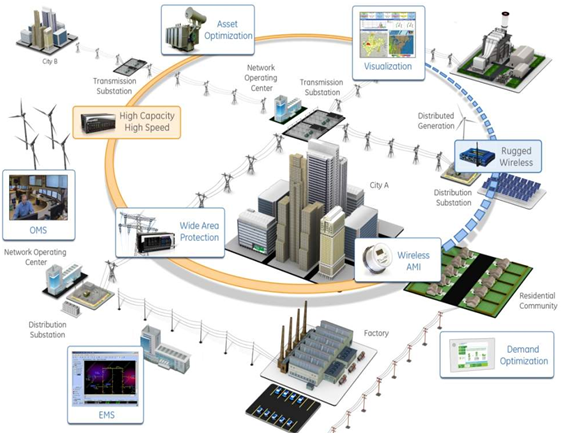 Asset
Optimization
Visualization
City B
Transmission
Substation
Network
Operating
Center
Transmission
Substation
High Capacity
High Speed
Distributed
Generation
Rugged
Wireless
City A
Distribution
Substation
OMS
Wide Area
Protection
Wireless
AMI
Network Operating
Center
Residential
Community
Distribution
Substation
Factory
Demand
Optimization
EMS